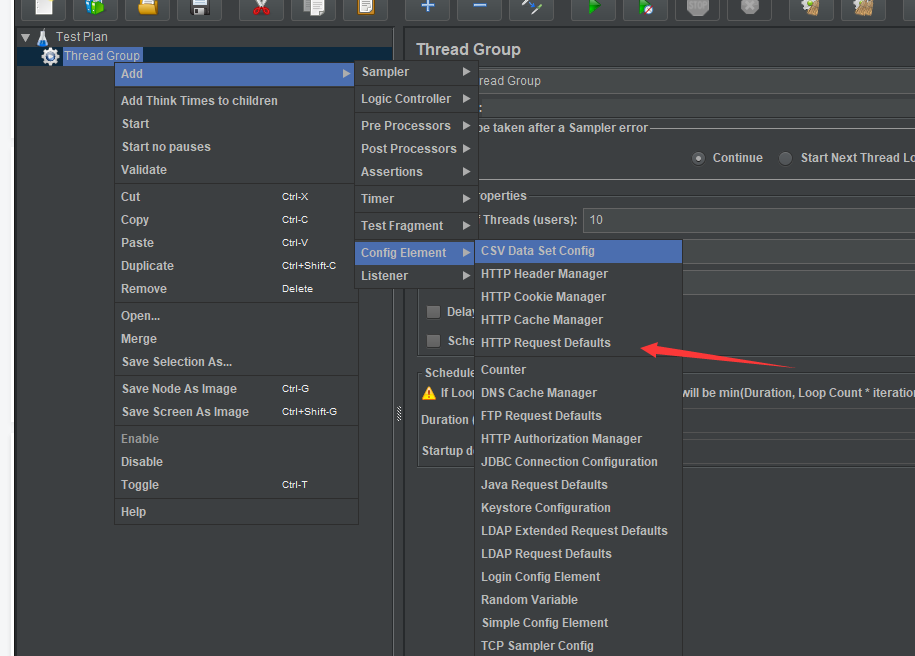 STOP
Test Plan
Thread Group
Add
Add Think Times to children
Start
Start no pauses
Validate
Cut Ctrl-X
Copy Ctrl-C
Paste Ctrl-V
Duplicate Ctrl+Shift-C
Remove Delete
Open...
Merge
Save Selection As...
Save Node As Image Ctrl-G
Save Screen As Image Ctrl+Shift-G
Enable
Disable
Toggle Ctrl-T
Help
Sampler
Logic Controller
Pre Processors
Post Processors
Assertions
Timer
Test Fragment
Config Element
Listener
CSV Data Set Config
HTTP Header Manager
HTTP Cookie Manager
HTTP Cache Manager
HTTP Request Defaults
Counter
DNS Cache Manager
FTP Request Defaults
HTTP Authorization Manager
JDBC Connection Configuration
Java Request Defaults
Keystore Configuration
LDAP Extended Request Defaults
LDAP Request Defaults
Login Config Element
Random Variable
Simple Config Element
TCP Sampler Config
Thread Group
read Group
:
be taken after a Sampler error
Continue Start Next Thread Lo
operties
f Threads (users): 10
Delay
Sche
Schedule
If Loop will be min(Duration, Loop Count * iteration
Duration (
Startup de